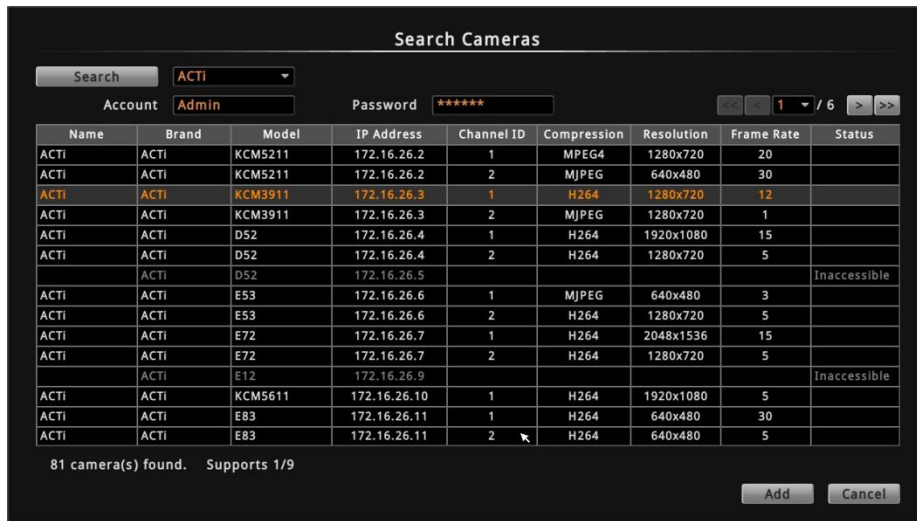 Search Cameras
Search ACTi
Account Admin Password ****** << < 1 / 6 > >>
Name Brand Model IP Address Channel ID Compression Resolution Frame Rate Status
ACTi ACTi KCM5211 172.16.26.2 1 MPEG4 1280x720 20
ACTi ACTi KCM5211 172.16.26.2 2 MJPEG 640x480 30
ACTi ACTi KCM3911 172.16.26.3 1 H264 1280x720 12
ACTi ACTi KCM3911 172.16.26.3 2 MJPEG 1280x720 1
ACTi ACTi D52 172.16.26.4 1 H264 1920x1080 15
ACTi ACTi D52 172.16.26.4 2 H264 1280x720 5
ACTi D52 172.16.26.5 Inaccessible
ACTi ACTi E53 172.16.26.6 1 MJPEG 640x480 3
ACTi ACTi E53 172.16.26.6 2 H264 1280x720 5
ACTi ACTi E72 172.16.26.7 1 H264 2048x1536 15
ACTi ACTi E72 172.16.26.7 2 H264 1280x720 5
ACTi E12 172.16.26.9 Inaccessible
ACTi ACTi KCM5611 172.16.26.10 1 H264 1920x1080 5
ACTi ACTi E83 172.16.26.11 1 H264 640x480 30
ACTi ACTi E83 172.16.26.11 2 H264 640x480 5
81 camera(s) found. Supports 1/9
Add Cancel